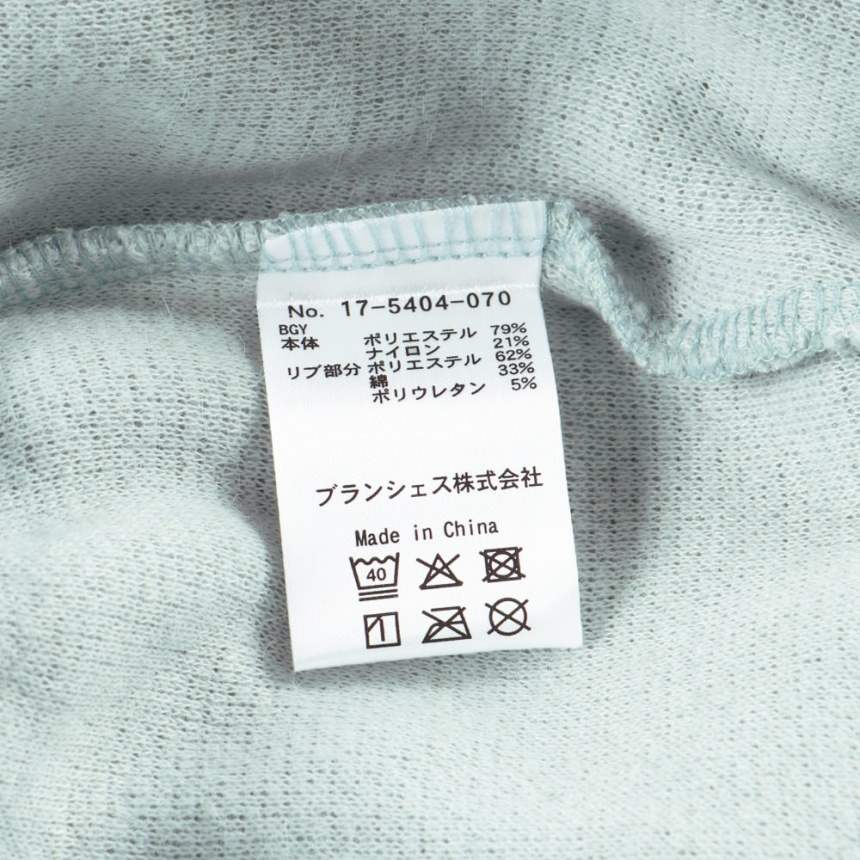 No. 17-5404-070
BGY
本体 ポリエステル 79%
ナイロン 21%
リブ部分 ポリエステル 62%
綿 33%
ポリウレタン 5%
ブランシェス株式会社
Made in China
40